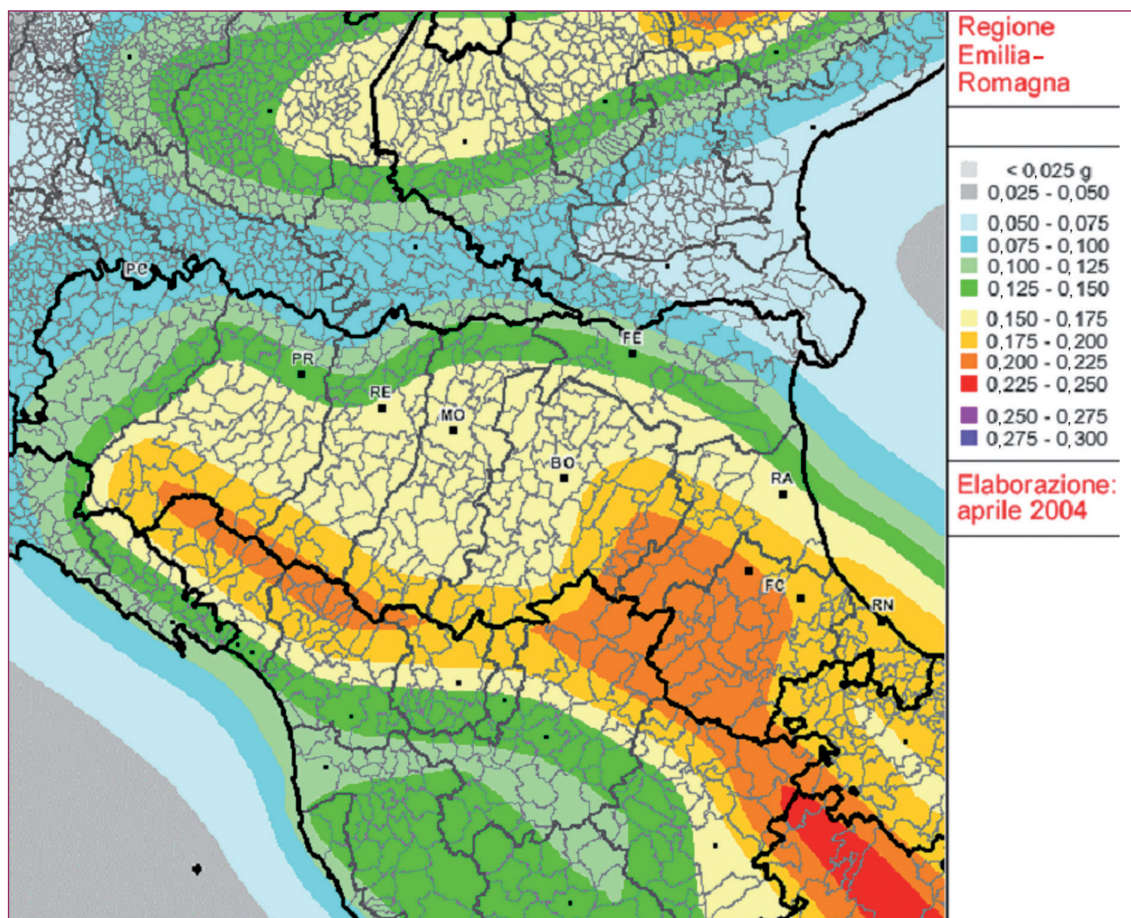 Regione
Emilia-
Romagna
< 0,025 g
0,025 - 0,050
0,050 - 0,075
0,075 - 0,100
0,100 - 0,125
0,125 - 0,150
0,150 - 0,175
0,175 - 0,200
0,200 - 0,225
0,225 - 0,250
0,250 - 0,275
0,275 - 0,300
Elaborazione:
aprile 2004
PC
PR
FE
RE
MO
BO
RA
FC
RN